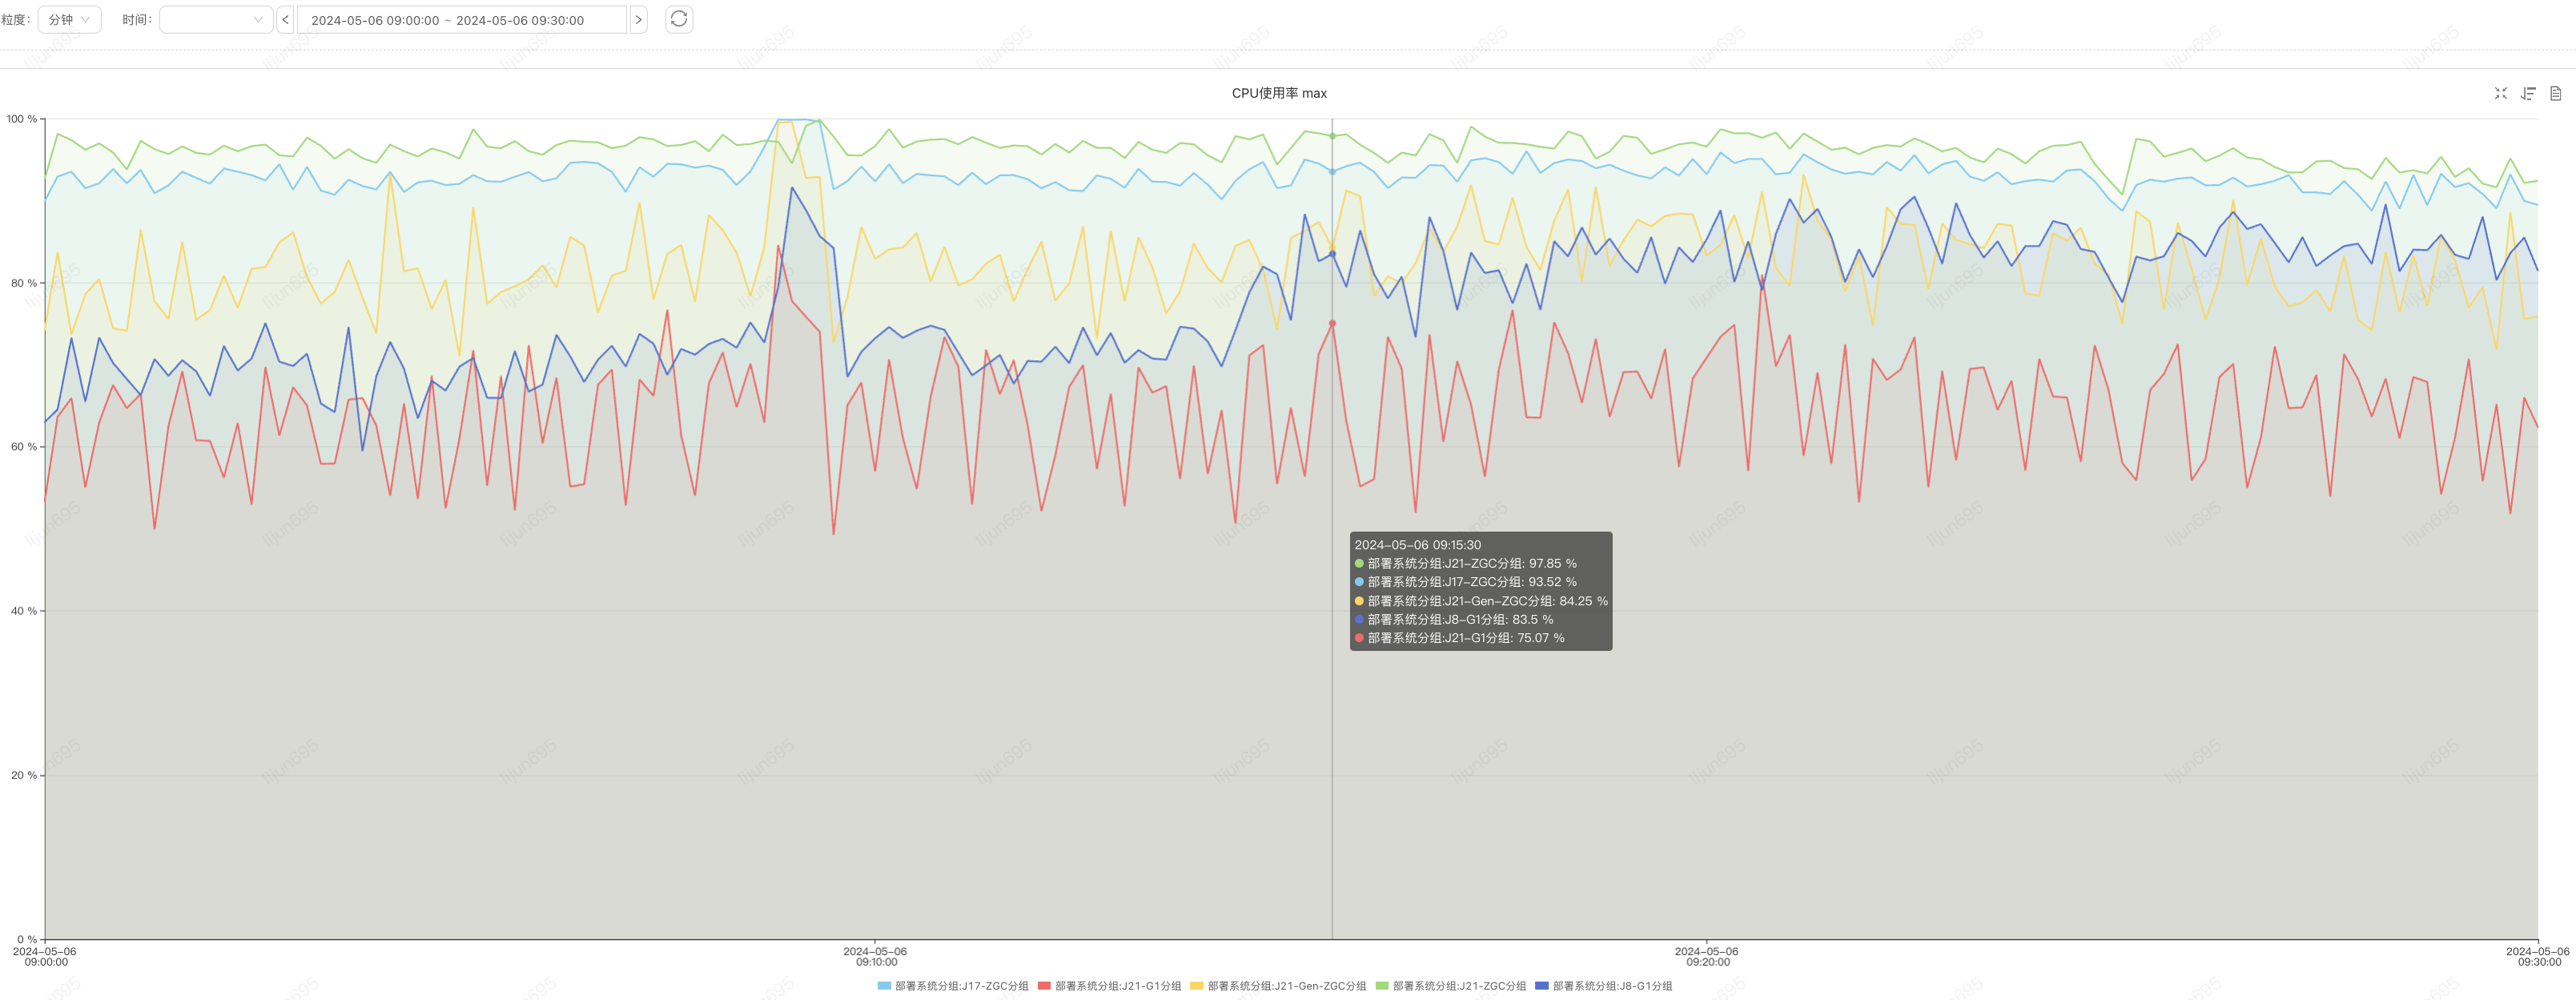 粒度： 分钟 时间： 2024-05-06 09:00:00 ~ 2024-05-06 09:30:00
CPU使用率 max
100 %
80 %
60 %
40 %
20 %
0 %
2024-05-06 09:15:30
部署系统分组:J21-ZGC分组: 97.85 %
部署系统分组:J17-ZGC分组: 93.52 %
部署系统分组:J21-Gen-ZGC分组: 84.25 %
部署系统分组:J8-G1分组: 83.5 %
部署系统分组:J21-G1分组: 75.07 %
2024-05-06 2024-05-06 2024-05-06 2024-05-06
09:00:00 09:10:00 09:20:00 09:30:00
部署系统分组:J17-ZGC分组 部署系统分组:J21-G1分组 部署系统分组:J21-Gen-ZGC分组 部署系统分组:J21-ZGC分组 部署系统分组:J8-G1分组